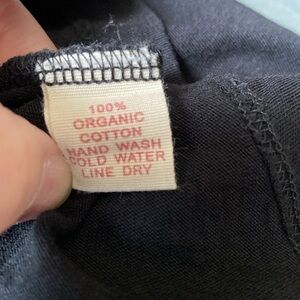 100%
ORGANIC
COTTON
HAND WASH
COLD WATER
LINE DRY